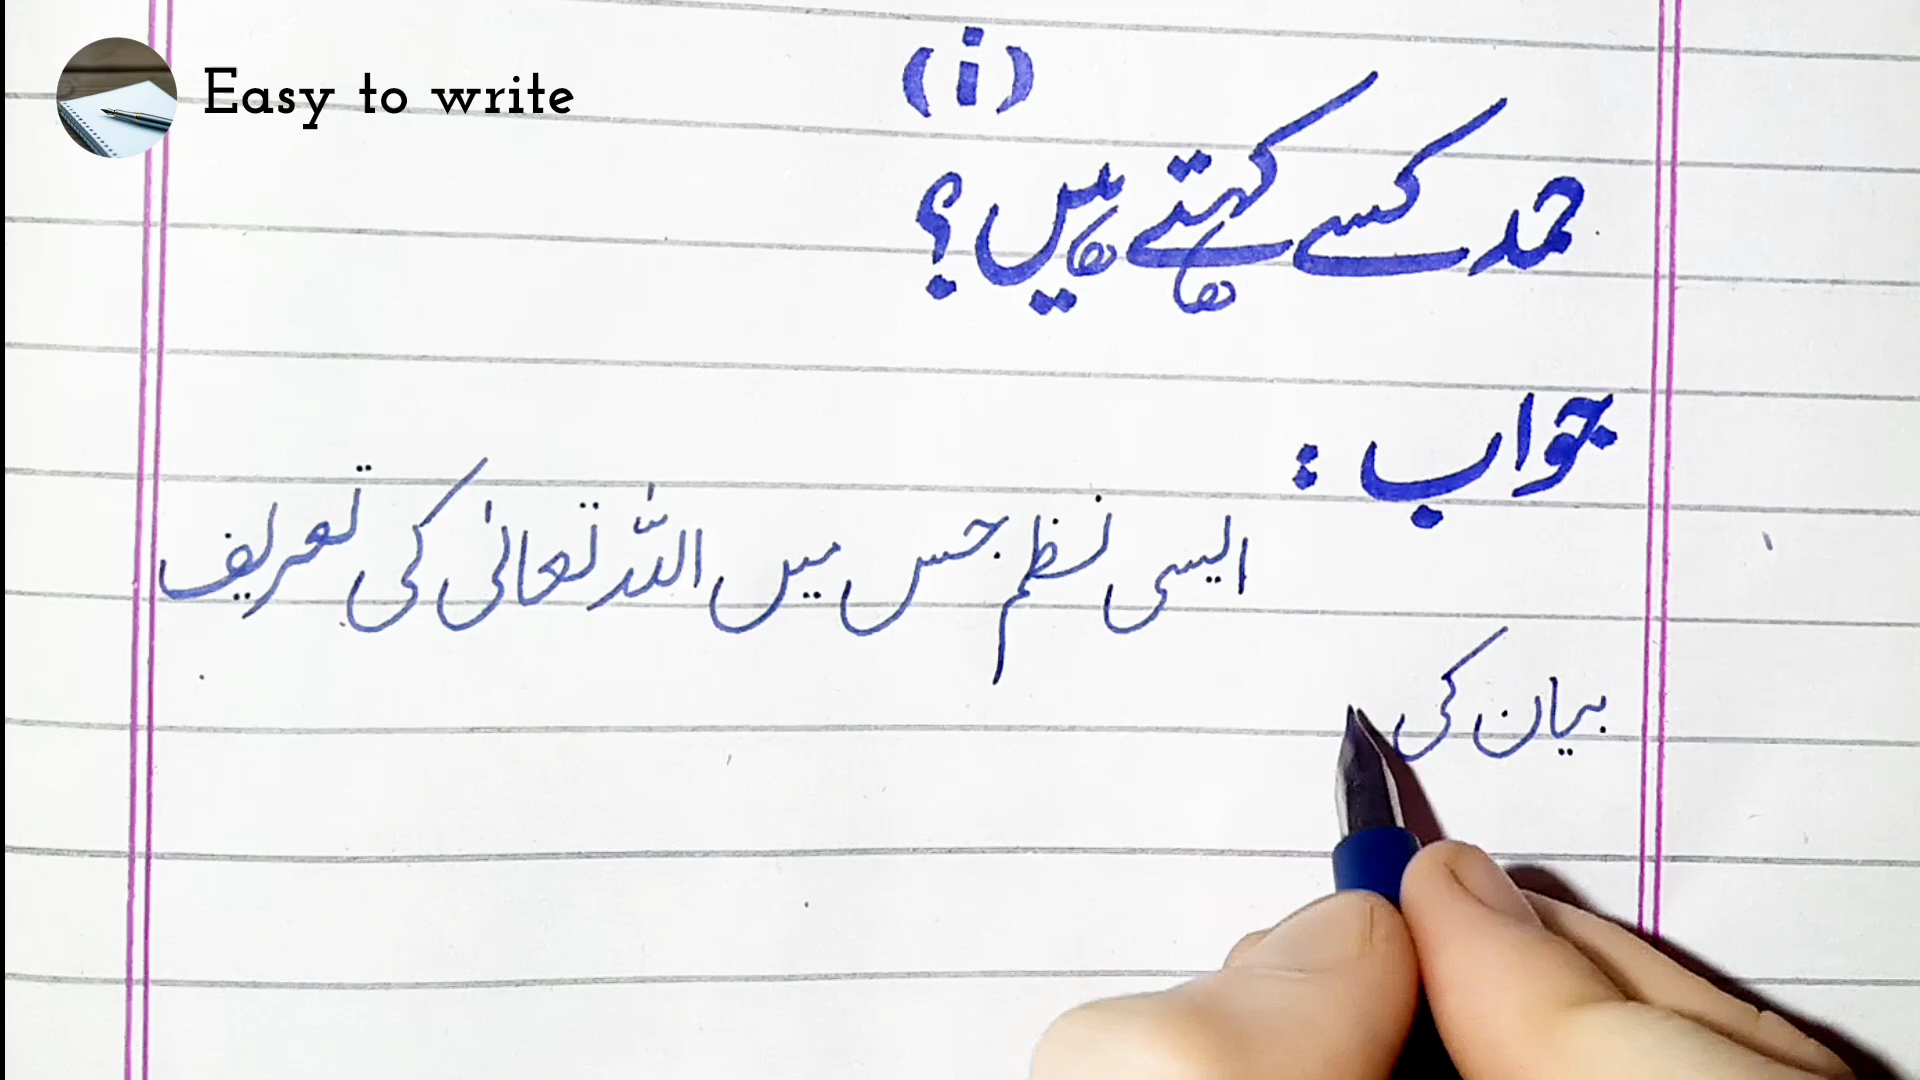 Easy to write
(i)
حمد کسے کہتے ہیں؟
جواب :
ایسی نظم جس میں اللہ تعالیٰ کی تعریف
بیان کی